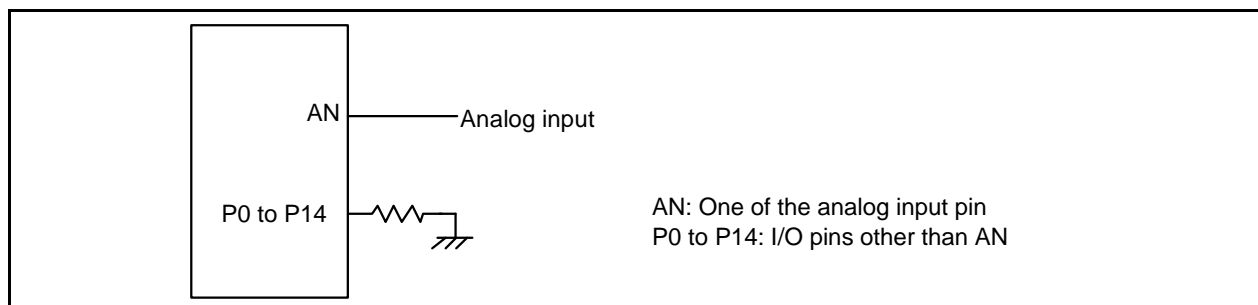 AN
Analog input
P0 to P14
AN: One of the analog input pin
P0 to P14: I/O pins other than AN